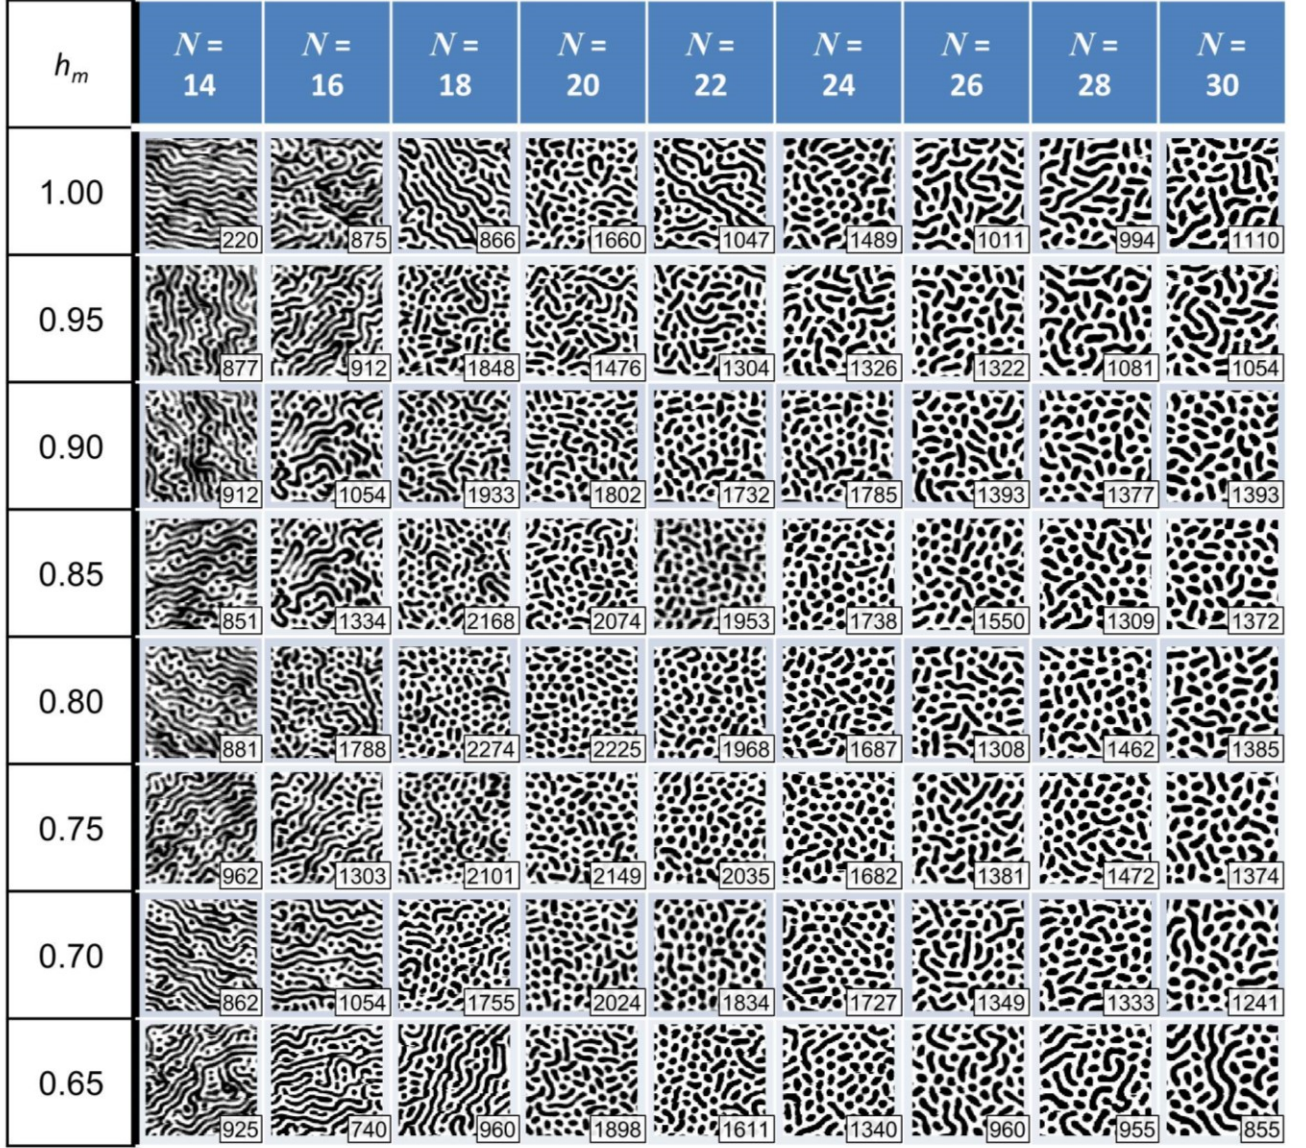 hm N = 14 N = 16 N = 18 N = 20 N = 22 N = 24 N = 26 N = 28 N = 30
1.00 220 875 866 1660 1047 1489 1011 994 1110
0.95 877 912 1848 1476 1304 1326 1322 1081 1054
0.90 912 1054 1933 1802 1732 1785 1393 1377 1393
0.85 851 1334 2168 2074 1953 1738 1550 1309 1372
0.80 881 1788 2274 2225 1968 1687 1308 1462 1385
0.75 962 1303 2101 2149 2035 1682 1381 1472 1374
0.70 862 1054 1755 2024 1834 1727 1349 1333 1241
0.65 925 740 960 1898 1611 1340 960 955 855